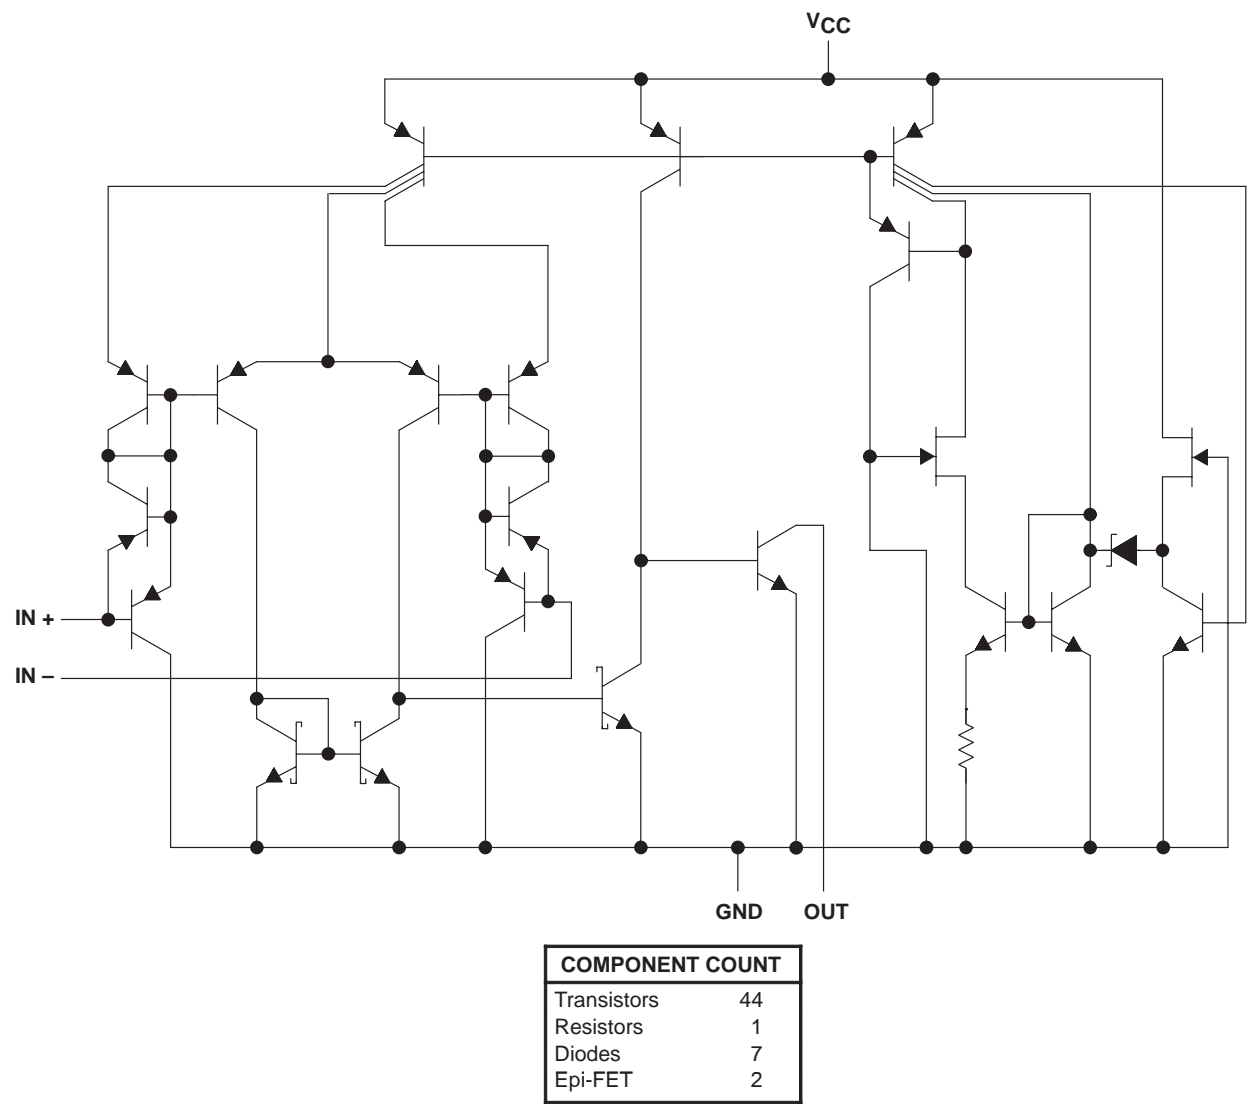 VCC
IN +
IN –
GND OUT
COMPONENT COUNT
Transistors 44
Resistors 1
Diodes 7
Epi-FET 2